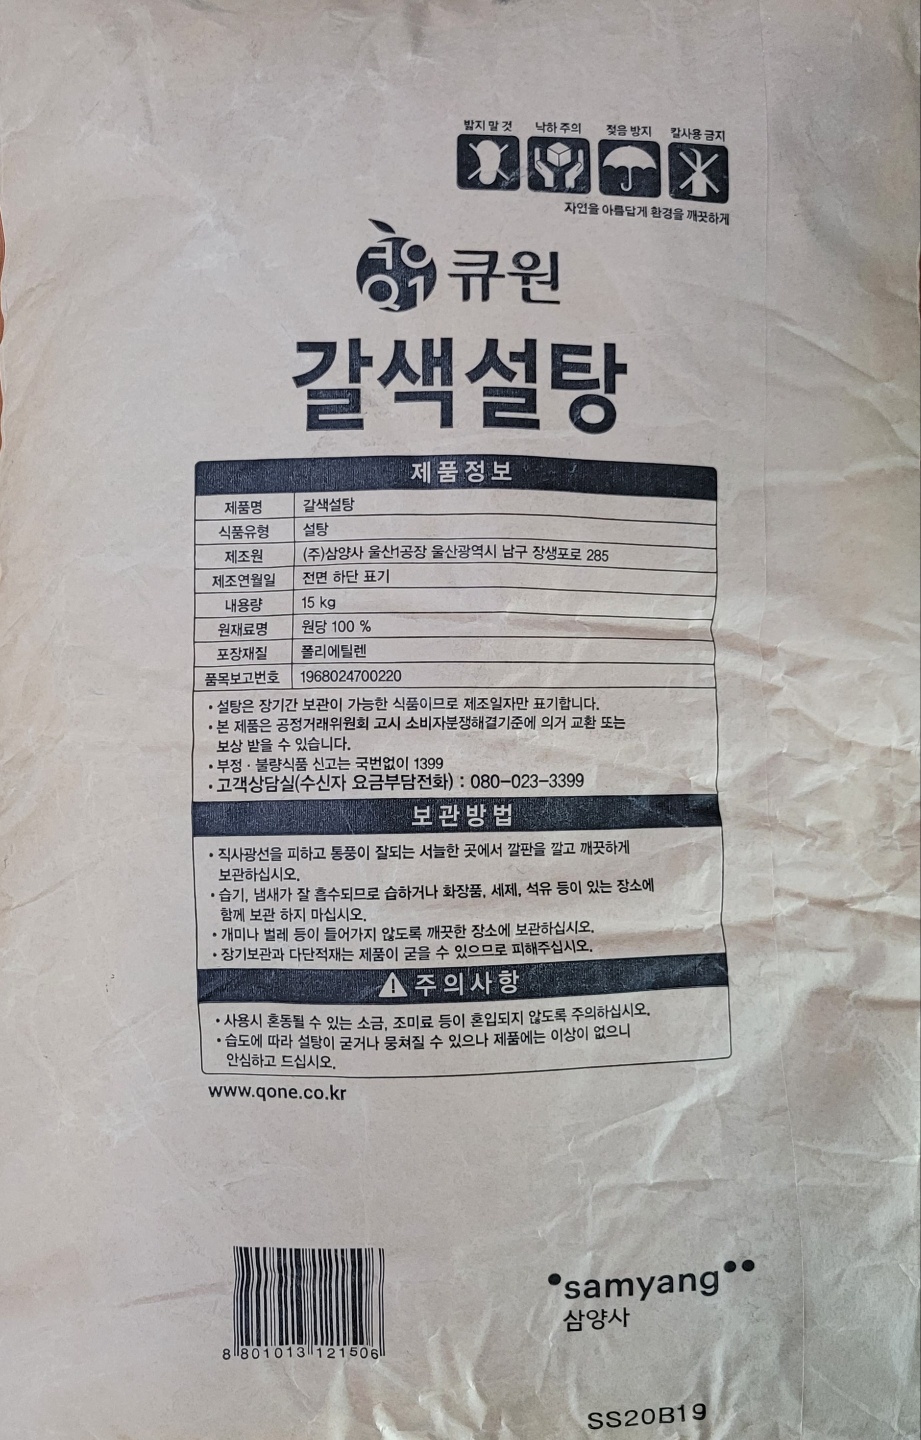 밟지 말 것 낙하 주의 젖음 방지 칼사용 금지
자연을 아름답게 환경을 깨끗하게
큐원 Q1 큐원
갈색설탕
제품정보
제품명 갈색설탕
식품유형 설탕
제조원 (주)삼양사 울산1공장 울산광역시 남구 장생포로 285
제조연월일 전면 하단 표기
내용량 15 kg
원재료명 원당 100 %
포장재질 폴리에틸렌
품목보고번호 1968024700220
• 설탕은 장기간 보관이 가능한 식품이므로 제조일자만 표기합니다.
• 본 제품은 공정거래위원회 고시 소비자분쟁해결기준에 의거 교환 또는
보상 받을 수 있습니다.
• 부정 · 불량식품 신고는 국번없이 1399
• 고객상담실(수신자 요금부담전화) : 080-023-3399
보관방법
• 직사광선을 피하고 통풍이 잘되는 서늘한 곳에서 깔판을 깔고 깨끗하게
보관하십시오.
• 습기, 냄새가 잘 흡수되므로 습하거나 화장품, 세제, 석유 등이 있는 장소에
함께 보관 하지 마십시오.
• 개미나 벌레 등이 들어가지 않도록 깨끗한 장소에 보관하십시오.
• 장기보관과 다단적재는 제품이 굳을 수 있으므로 피해주십시오.
주의사항
• 사용시 혼동될 수 있는 소금, 조미료 등이 혼입되지 않도록 주의하십시오.
• 습도에 따라 설탕이 굳거나 뭉쳐질 수 있으나 제품에는 이상이 없으니
안심하고 드십시오.
www.qone.co.kr
8 801013 121506
samyang
삼양사
SS20B19